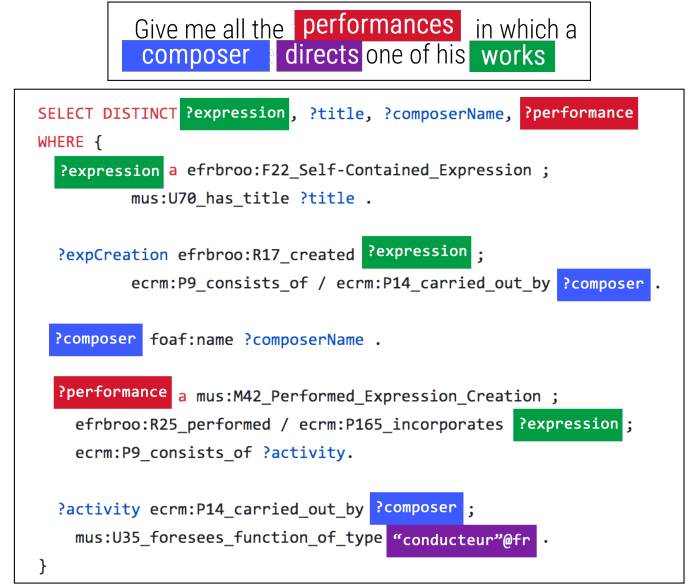 Give me all the performances in which a
composer directs one of his works
SELECT DISTINCT ?expression, ?title, ?composerName, ?performance
WHERE {
?expression a efrbroo:F22_Self-Contained_Expression ;
mus:U70_has_title ?title .
?expCreation efrbroo:R17_created ?expression ;
ecrm:P9_consists_of / ecrm:P14_carried_out_by ?composer .
?composer foaf:name ?composerName .
?performance a mus:M42_Performed_Expression_Creation ;
efrbroo:R25_performed / ecrm:P165_incorporates ?expression ;
ecrm:P9_consists_of ?activity.
?activity ecrm:P14_carried_out_by ?composer ;
mus:U35_foresees_function_of_type “conducteur”@fr .
}